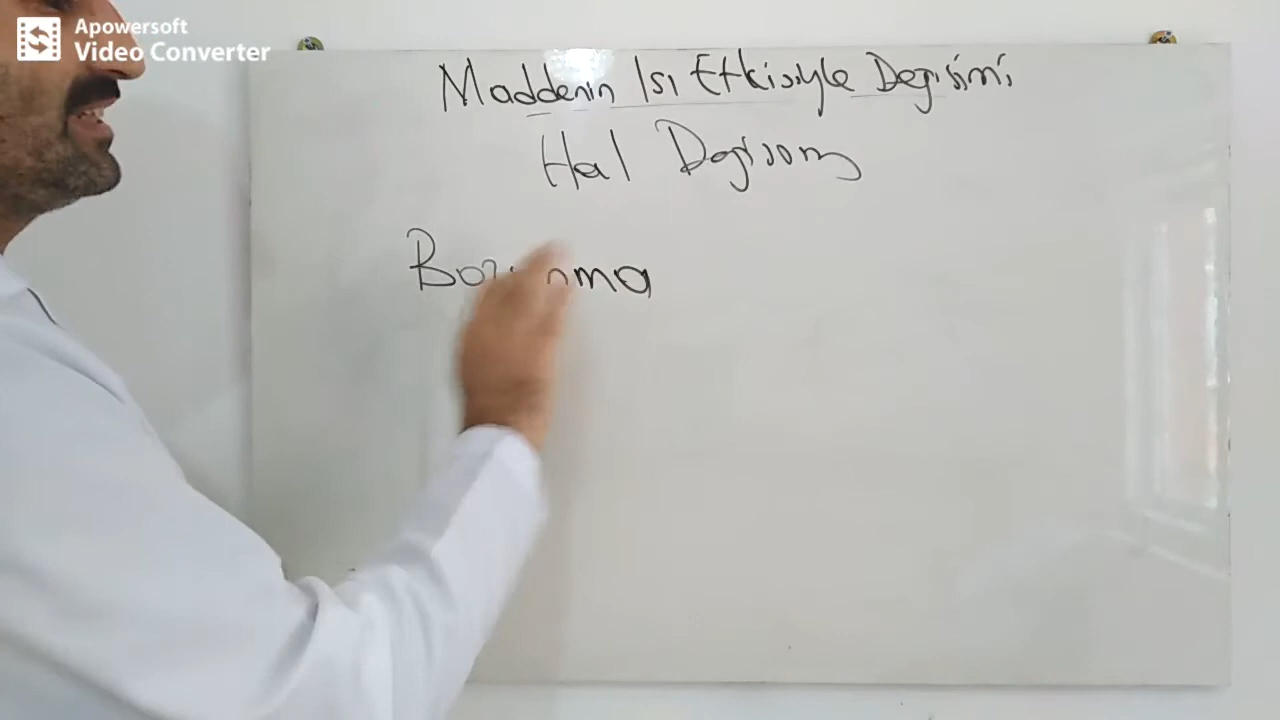 Apowersoft
Video Converter
Maddenin Isı Etkisiyle Değişimi
Hal Değişimi